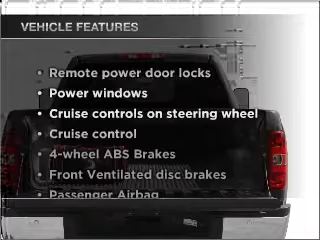 VEHICLE FEATURES
• Remote power door locks
• Power windows
• Cruise controls on steering wheel
• Cruise control
• 4-wheel ABS Brakes
• Front Ventilated disc brakes
• Passenger Airbag